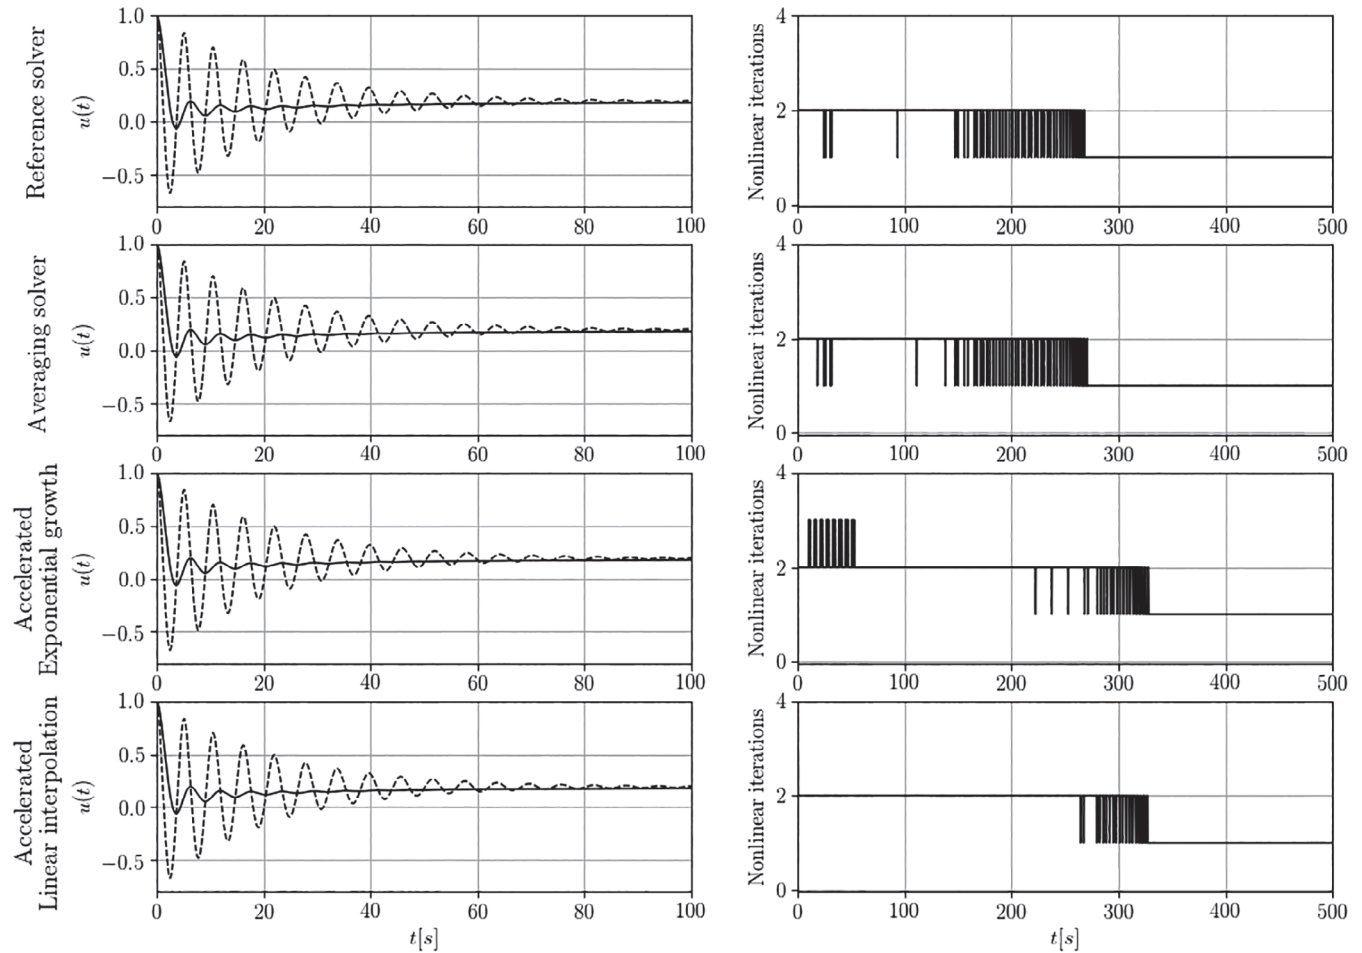 Reference solver
u(t)
1.0
0.5
0.0
−0.5
0 20 40 60 80 100
Nonlinear iterations
4
2
0
0 100 200 300 400 500
Averaging solver
u(t)
1.0
0.5
0.0
−0.5
0 20 40 60 80 100
Nonlinear iterations
4
2
0
0 100 200 300 400 500
Accelerated
Exponential growth
u(t)
1.0
0.5
0.0
−0.5
0 20 40 60 80 100
Nonlinear iterations
4
2
0
0 100 200 300 400 500
Accelerated
Linear interpolation
u(t)
1.0
0.5
0.0
−0.5
0 20 40 60 80 100
t[s]
Nonlinear iterations
4
2
0
0 100 200 300 400 500
t[s]